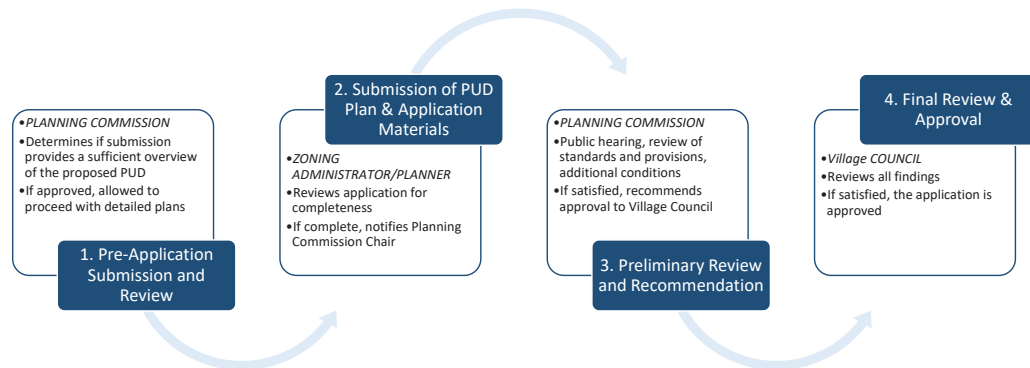 •PLANNING COMMISSION
•Determines if submission
provides a sufficient overview
of the proposed PUD
•If approved, allowed to
proceed with detailed plans
1. Pre-Application
Submission and
Review
2. Submission of PUD
Plan & Application
Materials
•ZONING
ADMINISTRATOR/PLANNER
•Reviews application for
completeness
•If complete, notifies Planning
Commission Chair
•PLANNING COMMISSION
•Public hearing, review of
standards and provisions,
additional conditions
•If satisfied, recommends
approval to Village Council
3. Preliminary Review
and Recommendation
4. Final Review &
Approval
•Village COUNCIL
•Reviews all findings
•If satisfied, the application is
approved